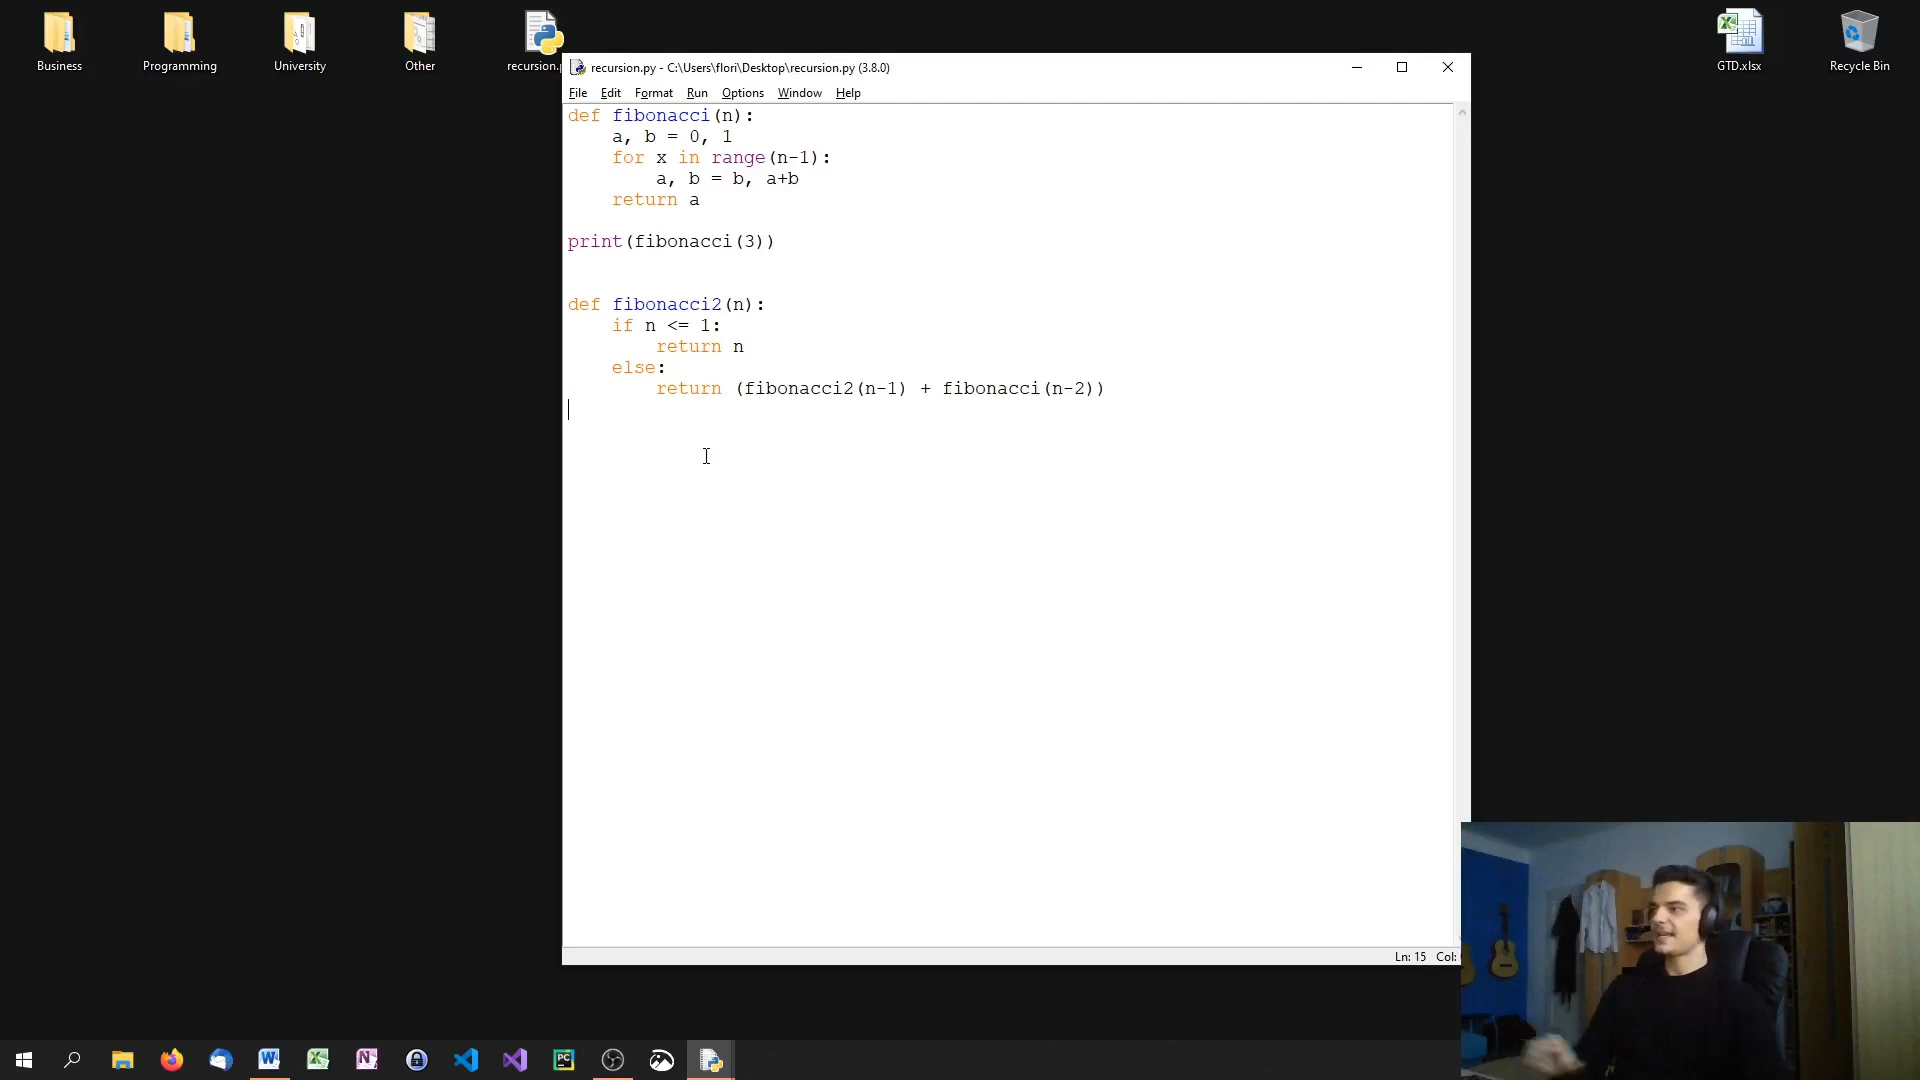 Business
Programming
University
Other
recursion.
GTD.xlsx
Recycle Bin
recursion.py - C:\Users\flori\Desktop\recursion.py (3.8.0)
File Edit Format Run Options Window Help
def fibonacci(n):
    a, b = 0, 1
    for x in range(n-1):
        a, b = b, a+b
    return a
print(fibonacci(3))
def fibonacci2(n):
    if n <= 1:
        return n
    else:
        return (fibonacci2(n-1) + fibonacci(n-2))
Ln: 15 Col: